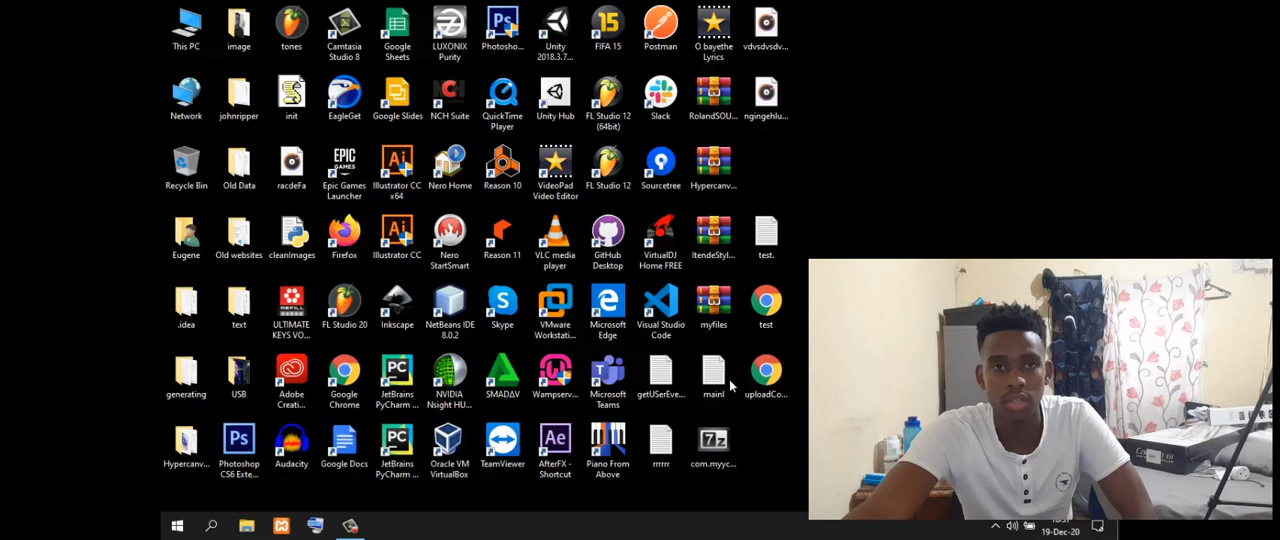 This PC
image
tones
Camtasia
Studio 8
Google
Sheets
LUXONIX
Purity
Photosho...
Unity
2018.3.7...
FIFA 15
Postman
O bayethe
Lyrics
vdvsdvsdv...
Network
johnripper
init
EagleGet
Google Slides
NCH Suite
QuickTime
Player
Unity Hub
FL Studio 12
(64bit)
Slack
RolandSOU...
ngingehlu...
Recycle Bin
Old Data
racdeFa
Epic Games
Launcher
Illustrator CC
x64
Nero Home
Reason 10
VideoPad
Video Editor
FL Studio 12
Sourcetree
Hypercanv...
Eugene
Old websites
cleanImages
Firefox
Illustrator CC
Nero
StartSmart
Reason 11
VLC media
player
GitHub
Desktop
VirtualDJ
Home FREE
ItendeStyl...
test.
.idea
text
ULTIMATE
KEYS VO...
FL Studio 20
Inkscape
NetBeans IDE
8.0.2
Skype
VMware
Workstati...
Microsoft
Edge
Visual Studio
Code
myfiles
test
generating
USB
Adobe
Creati...
Google
Chrome
JetBrains
PyCharm ...
NVIDIA
Nsight HU...
SMADΔV
Wampserv...
Microsoft
Teams
getUSerEve...
mainI
uploadCo...
Hypercanv...
Photoshop
CS6 Exte...
Audacity
Google Docs
JetBrains
PyCharm ...
Oracle VM
VirtualBox
TeamViewer
AfterFX -
Shortcut
Piano From
Above
rrrrrr
com.myyc...
19-Dec-20